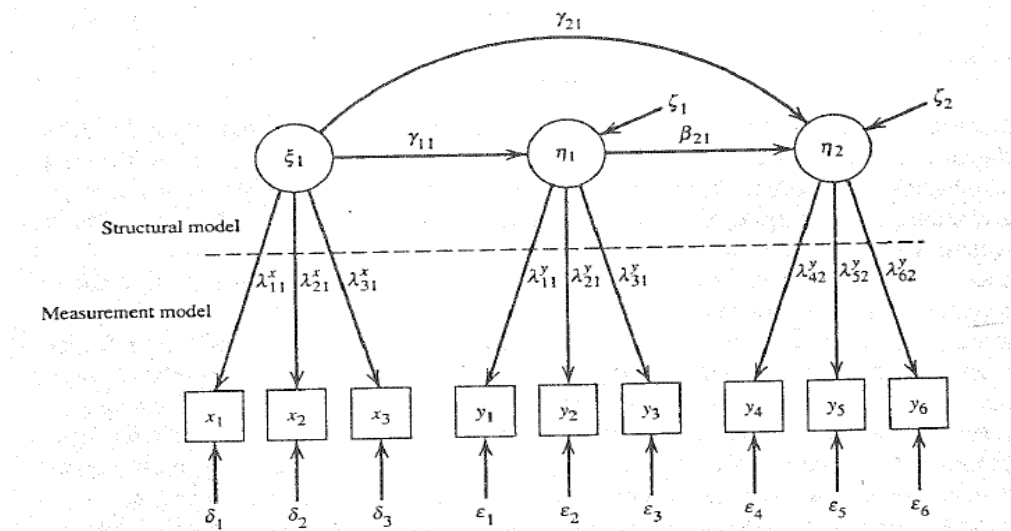 γ₂₁
ζ₁
ζ₂
ξ₁
γ₁₁
η₁
β₂₁
η₂
Structural model
λˣ₁₁ λˣ₂₁ λˣ₃₁ λʸ₁₁ λʸ₂₁ λʸ₃₁ λʸ₄₂ λʸ₅₂ λʸ₆₂
Measurement model
x₁ x₂ x₃ y₁ y₂ y₃ y₄ y₅ y₆
δ₁ δ₂ δ₃ ε₁ ε₂ ε₃ ε₄ ε₅ ε₆